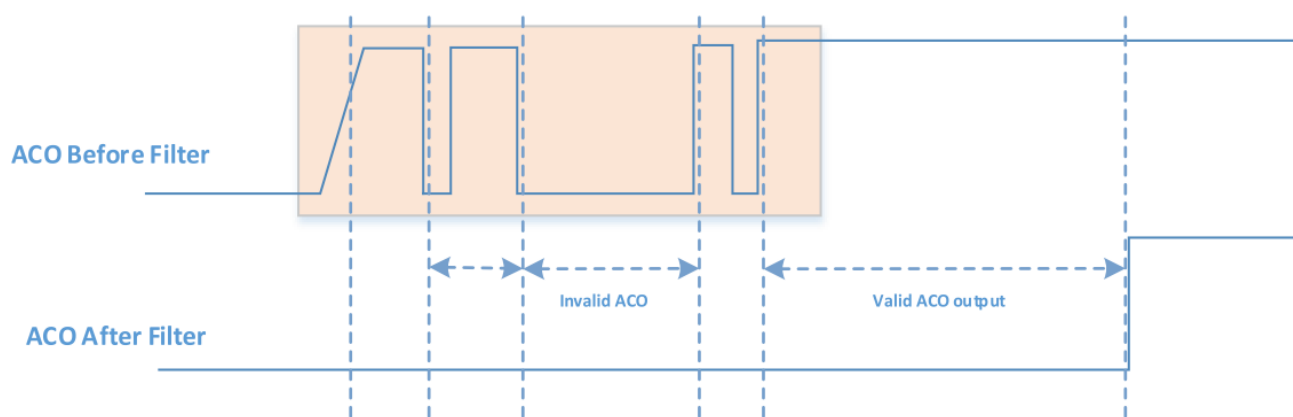 ACO Before Filter
Invalid ACO
Valid ACO output
ACO After Filter